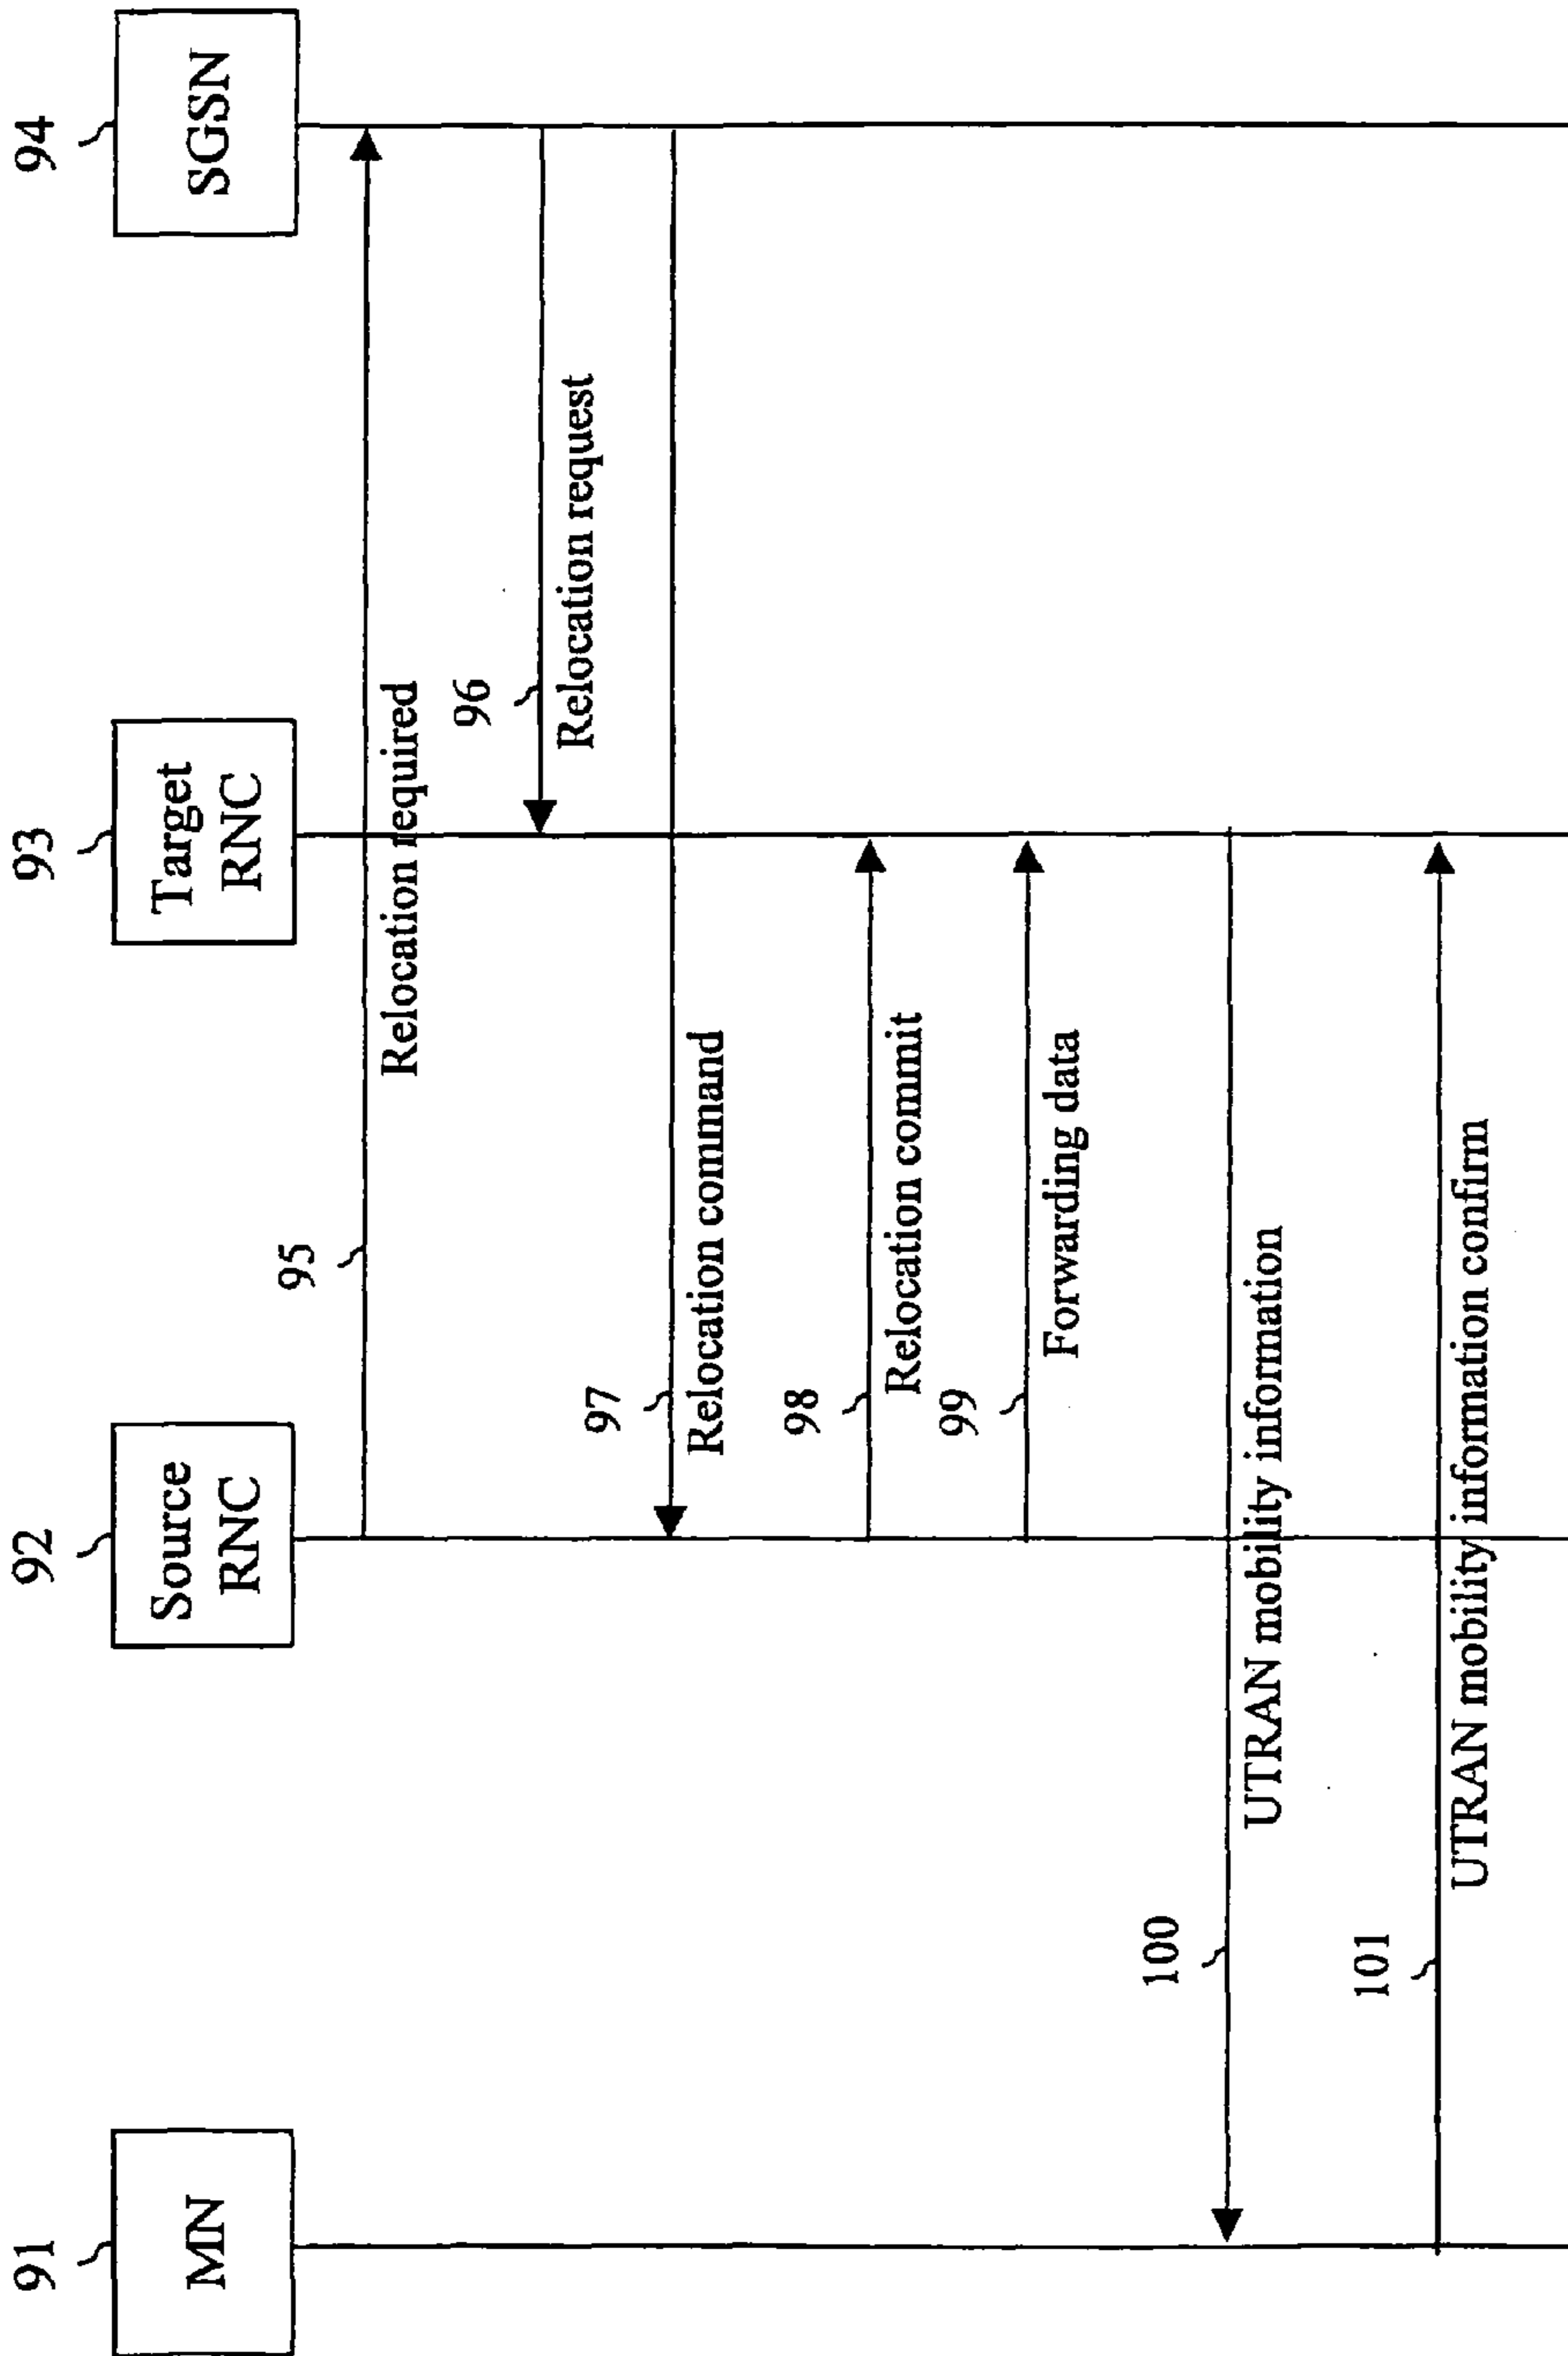 91
92
93
94
MN
Source
RNC
Target
RNC
SGSN
95
Relocation required
96
Relocation request
97
Relocation command
98
Relocation commit
99
Forwarding data
100
UTRAN mobility information
101
UTRAN mobility information confirm